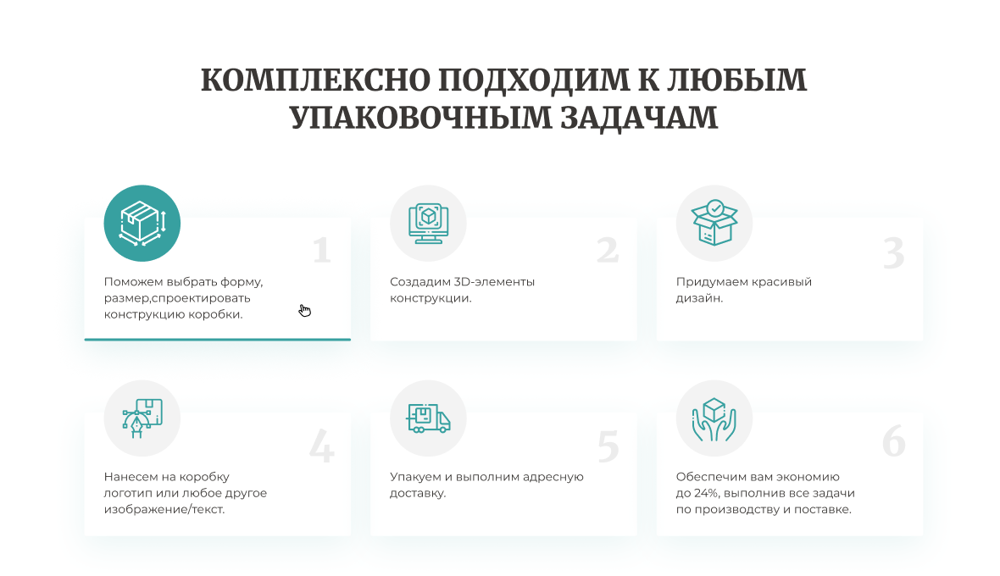 КОМПЛЕКСНО ПОДХОДИМ К ЛЮБЫМ
УПАКОВОЧНЫМ ЗАДАЧАМ
1
Поможем выбрать форму,
размер,спроектировать
конструкцию коробки.
2
Создадим 3D-элементы
конструкции.
3
Придумаем красивый
дизайн.
4
Нанесем на коробку
логотип или любое другое
изображение/текст.
5
Упакуем и выполним адресную
доставку.
6
Обеспечим вам экономию
до 24%, выполнив все задачи
по производству и поставке.